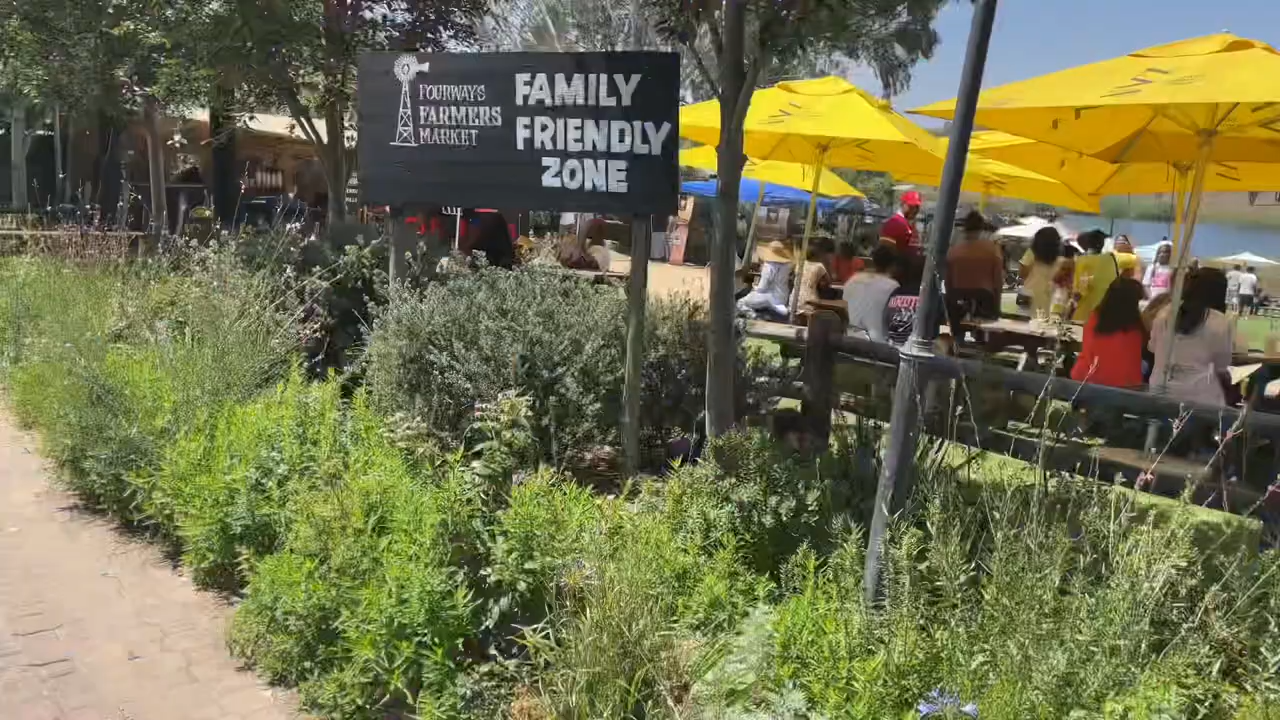 FOURWAYS
FARMERS
MARKET
FAMILY
FRIENDLY
ZONE